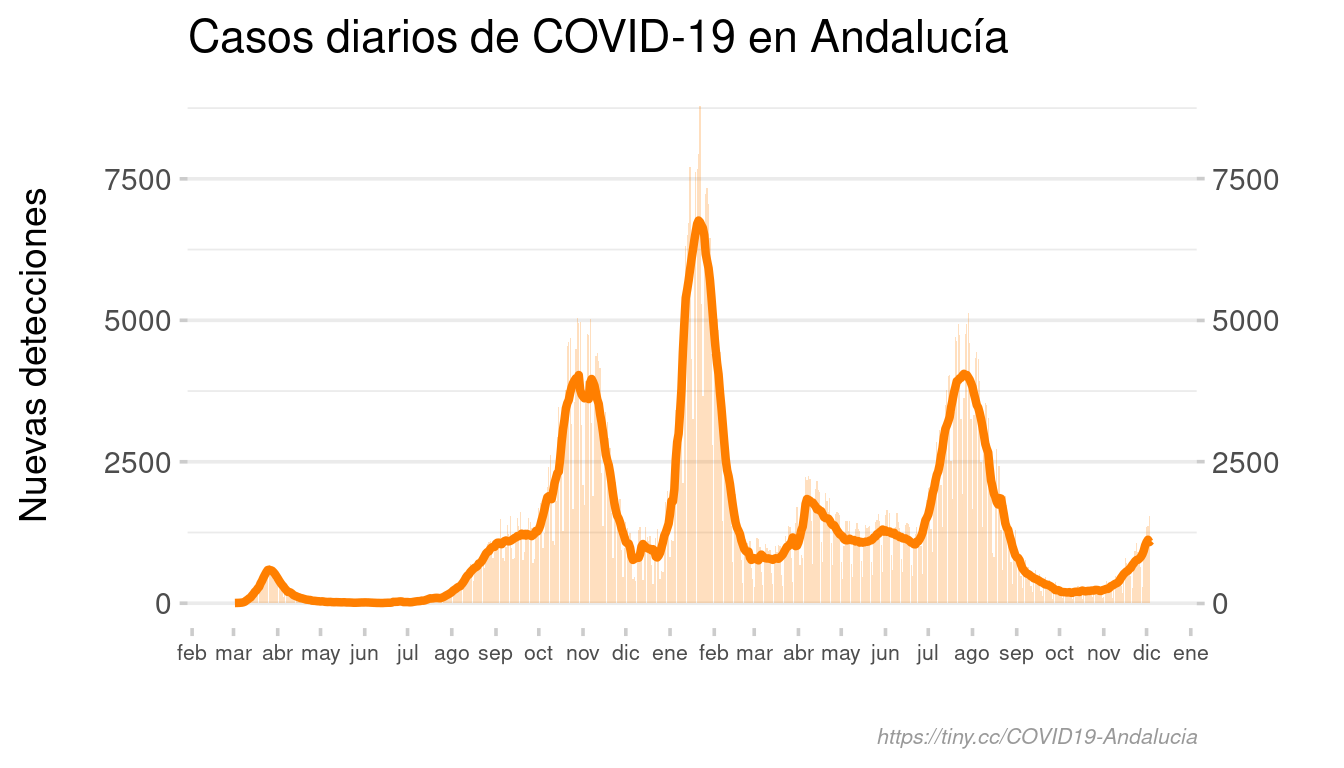 Casos diarios de COVID-19 en Andalucía
Nuevas detecciones
7500 7500
5000 5000
2500 2500
0 0
feb mar abr may jun jul ago sep oct nov dic ene feb mar abr may jun jul ago sep oct nov dic ene
https://tiny.cc/COVID19-Andalucia